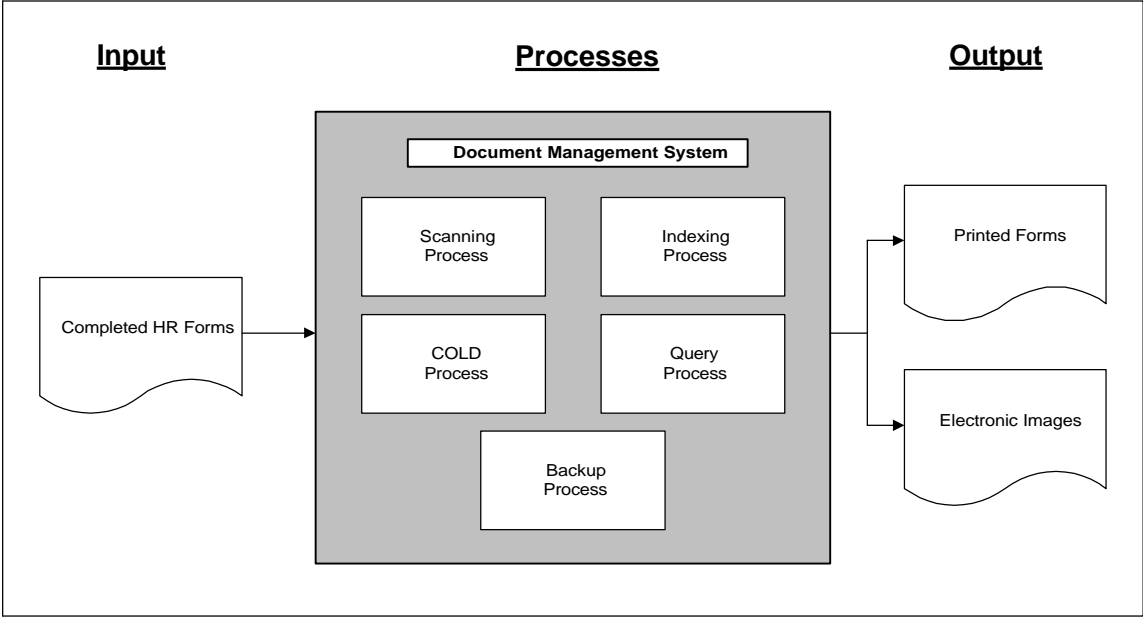 Input
Processes
Output
Document Management System
Scanning
Process
Indexing
Process
Printed Forms
Completed HR Forms
COLD
Process
Query
Process
Electronic Images
Backup
Process